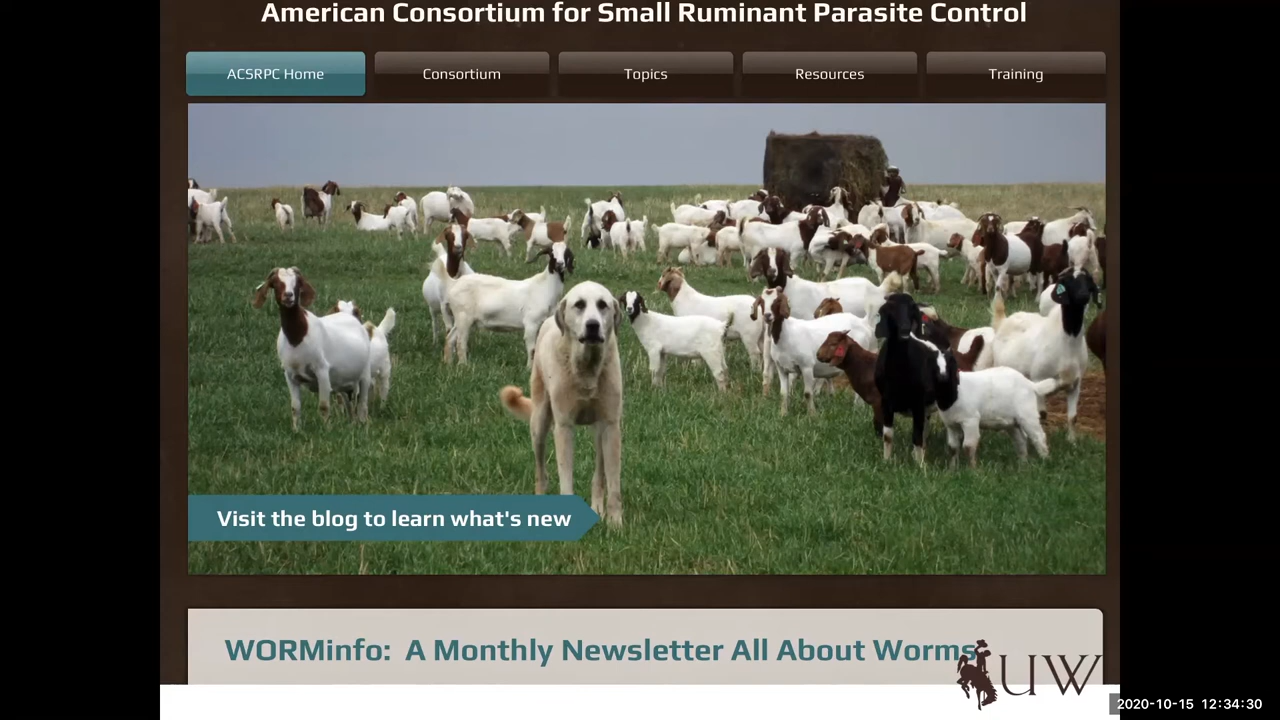 American Consortium for Small Ruminant Parasite Control
ACSRPC Home
Consortium
Topics
Resources
Training
Visit the blog to learn what's new
WORMinfo: A Monthly Newsletter All About Worms
UW
2020-10-15 12:34:30